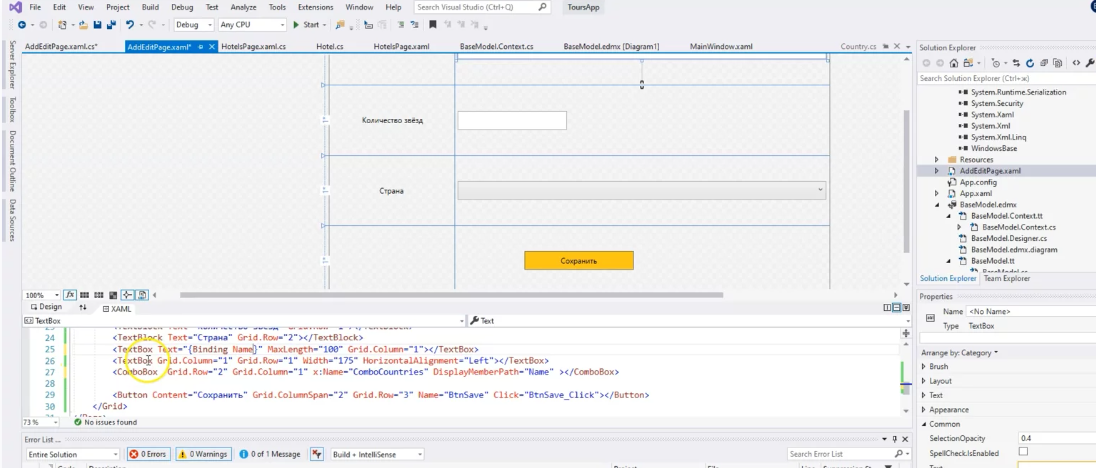 File Edit View Project Build Debug Test Analyze Tools Extensions Window Help Search Visual Studio (Ctrl+Q) ToursApp
Debug Any CPU Start
AddEditPage.xaml.cs* AddEditPage.xaml* HotelsPage.xaml.cs Hotel.cs HotelsPage.xaml BaseModel.Context.cs BaseModel.edmx [Diagram1] MainWindow.xaml Country.cs
Server Explorer
Toolbox
Document Outline
Data Sources
Количество звёзд
Страна
Сохранить
Solution Explorer
Search Solution Explorer (Ctrl+ж)
System.Runtime.Serialization
System.Security
System.Xaml
System.Xml
System.Xml.Linq
WindowsBase
Resources
AddEditPage.xaml
App.config
App.xaml
BaseModel.edmx
BaseModel.Context.tt
BaseModel.Context.cs
BaseModel.Designer.cs
BaseModel.edmx.diagram
BaseModel.tt
Solution Explorer Team Explorer
100%
Design XAML
TextBox Text
24 <TextBlock Text="Страна" Grid.Row="2"></TextBlock>
25 <TextBox Text="{Binding Name}" MaxLength="100" Grid.Column="1"></TextBox>
26 <TextBox Grid.Column="1" Grid.Row="1" Width="175" HorizontalAlignment="Left"></TextBox>
27 <ComboBox Grid.Row="2" Grid.Column="1" x:Name="ComboCountries" DisplayMemberPath="Name" ></ComboBox>
28
29 <Button Content="Сохранить" Grid.ColumnSpan="2" Grid.Row="3" Name="BtnSave" Click="BtnSave_Click"></Button>
30 </Grid>
73 % No issues found
Error List ...
Entire Solution 0 Errors 0 Warnings 0 of 1 Message Build + IntelliSense Search Error List
Properties
Name <No Name>
Type TextBox
Arrange by: Category
Brush
Layout
Text
Appearance
Common
SelectionOpacity 0.4
SpellCheck.IsEnabled
Text